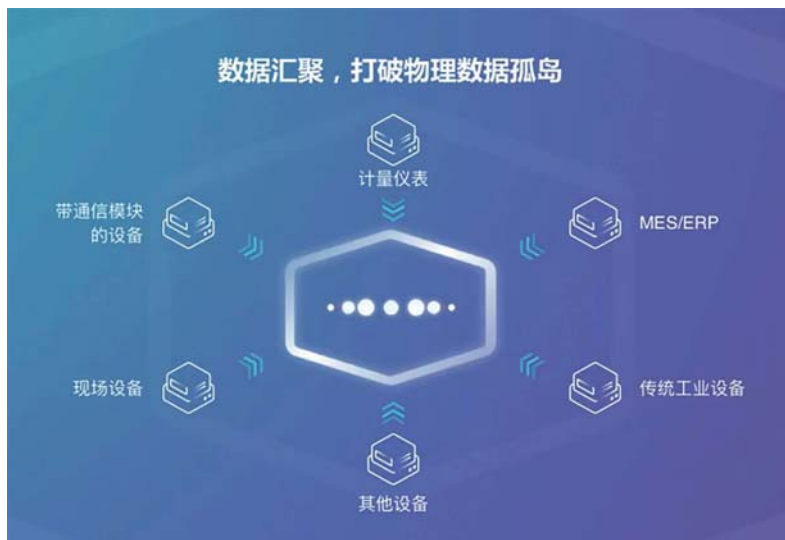 数据汇聚，打破物理数据孤岛
计量仪表
带通信模块
的设备
MES/ERP
现场设备
传统工业设备
其他设备